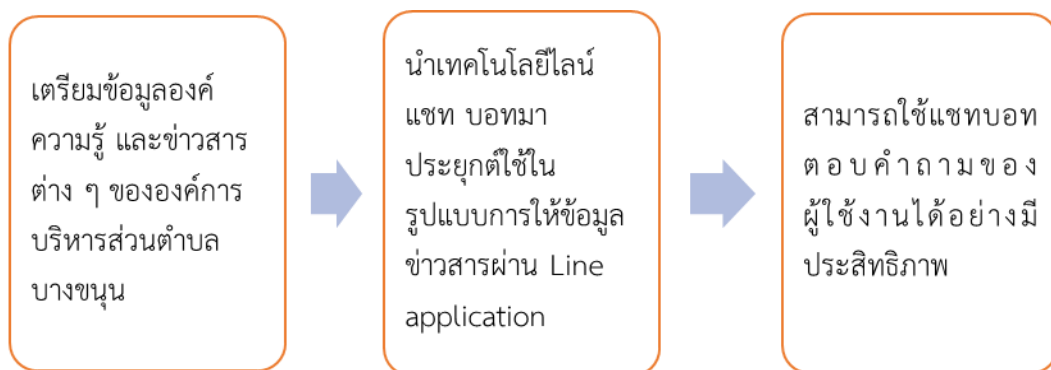 เตรียมข้อมูลองค์
ความรู้ และข่าวสาร
ต่าง ๆ ขององค์การ
บริหารส่วนตำบล
บางขนุน
นำเทคโนโลยีไลน์
แชท บอทมา
ประยุกต์ใช้ใน
รูปแบบการให้ข้อมูล
ข่าวสารผ่าน Line
application
สามารถใช้แชทบอท
ตอบคำถามของ
ผู้ใช้งานได้อย่างมี
ประสิทธิภาพ